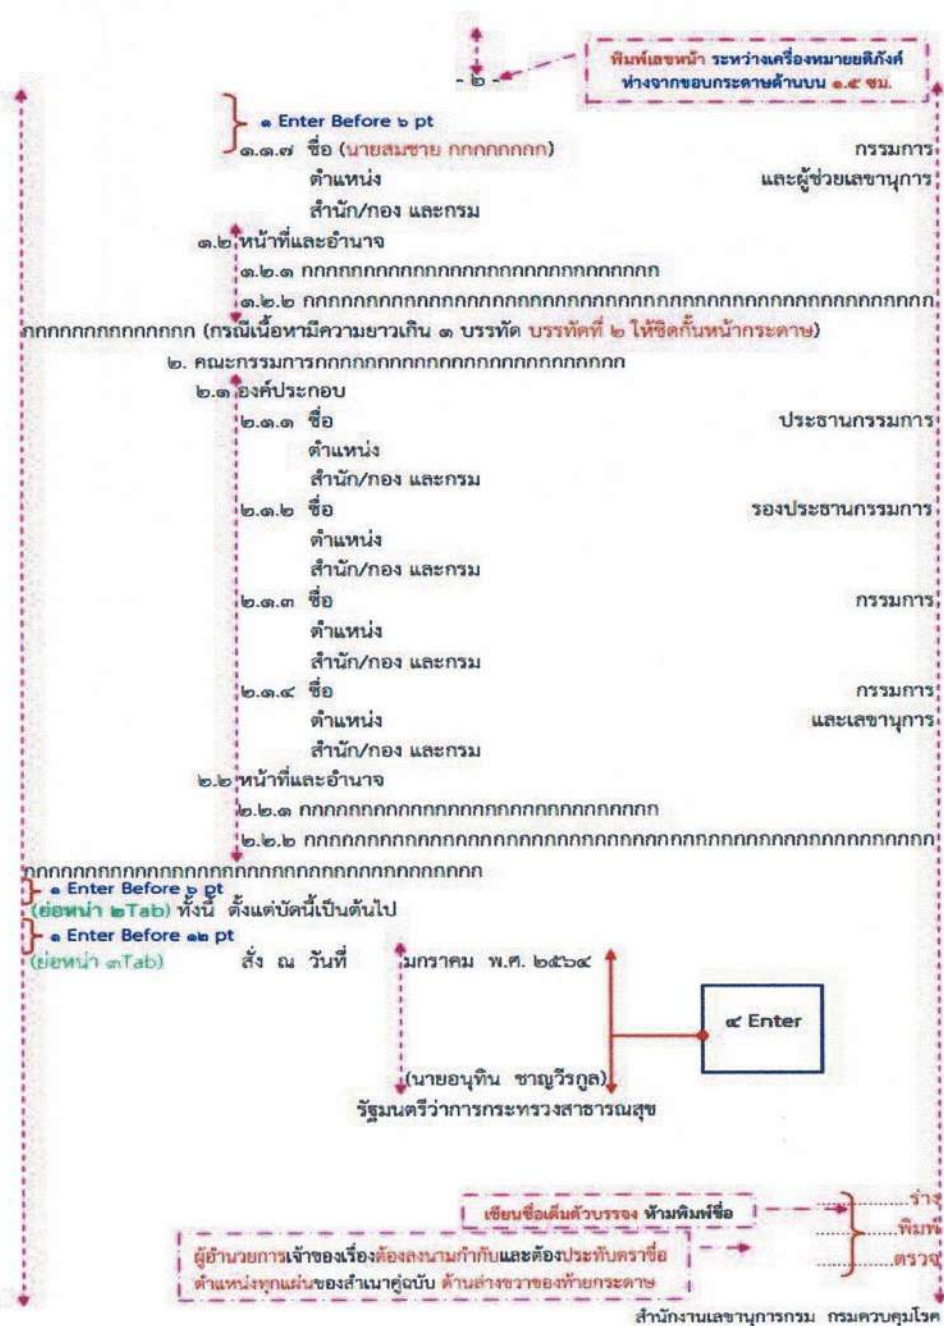 พิมพ์เลขหน้า ระหว่างเครื่องหมายยติภังค์
ห่างจากขอบกระดาษด้านบน ๑.๕ ซม.
- ๒ -
๑ Enter Before ๖ pt
๑.๑.๗ ชื่อ (นายสมชาย กกกกกกกก) กรรมการ
ตำแหน่ง และผู้ช่วยเลขานุการ
สำนัก/กอง และกรม
๑.๒ หน้าที่และอำนาจ
๑.๒.๑ กกกกกกกกกกกกกกกกกกกกกกกกกกกกก
๑.๒.๒ กกกกกกกกกกกกกกกกกกกกกกกกกกกกกกกกกกกกกกกกกกกกกกกกกกก
กกกกกกกกกกกกกก (กรณีเนื้อหามีความยาวเกิน ๑ บรรทัด บรรทัดที่ ๒ ให้ชิดกั้นหน้ากระดาษ)
๒. คณะกรรมการกกกกกกกกกกกกกกกกกกกกกกกกก
๒.๑ องค์ประกอบ
๒.๑.๑ ชื่อ ประธานกรรมการ
ตำแหน่ง
สำนัก/กอง และกรม
๒.๑.๒ ชื่อ รองประธานกรรมการ
ตำแหน่ง
สำนัก/กอง และกรม
๒.๑.๓ ชื่อ กรรมการ
ตำแหน่ง
สำนัก/กอง และกรม
๒.๑.๔ ชื่อ กรรมการ
ตำแหน่ง และเลขานุการ
สำนัก/กอง และกรม
๒.๒ หน้าที่และอำนาจ
๒.๒.๑ กกกกกกกกกกกกกกกกกกกกกกกกกกกกก
๒.๒.๒ กกกกกกกกกกกกกกกกกกกกกกกกกกกกกกกกกกกกกกกกกกกกกกกกกกก
กกกกกกกกกกกกกกกกกกกกกกกกกกกกกกกกกกกกก
๑ Enter Before ๖ pt
(ย่อหน้า ๒Tab) ทั้งนี้ ตั้งแต่บัดนี้เป็นต้นไป
๑ Enter Before ๑๒ pt
(ย่อหน้า ๓Tab) สั่ง ณ วันที่ มกราคม พ.ศ. ๒๕๖๔
๔ Enter
(นายอนุทิน ชาญวีรกูล)
รัฐมนตรีว่าการกระทรวงสาธารณสุข
เขียนชื่อเต็มตัวบรรจง ห้ามพิมพ์ชื่อ ..............ร่าง
..............พิมพ์
ผู้อำนวยการเจ้าของเรื่องต้องลงนามกำกับและต้องประทับตราชื่อ ..............ตรวจ
ตำแหน่งทุกแผ่นของสำเนาคู่ฉบับ ด้านล่างขวาของท้ายกระดาษ
สำนักงานเลขานุการกรม กรมควบคุมโรค